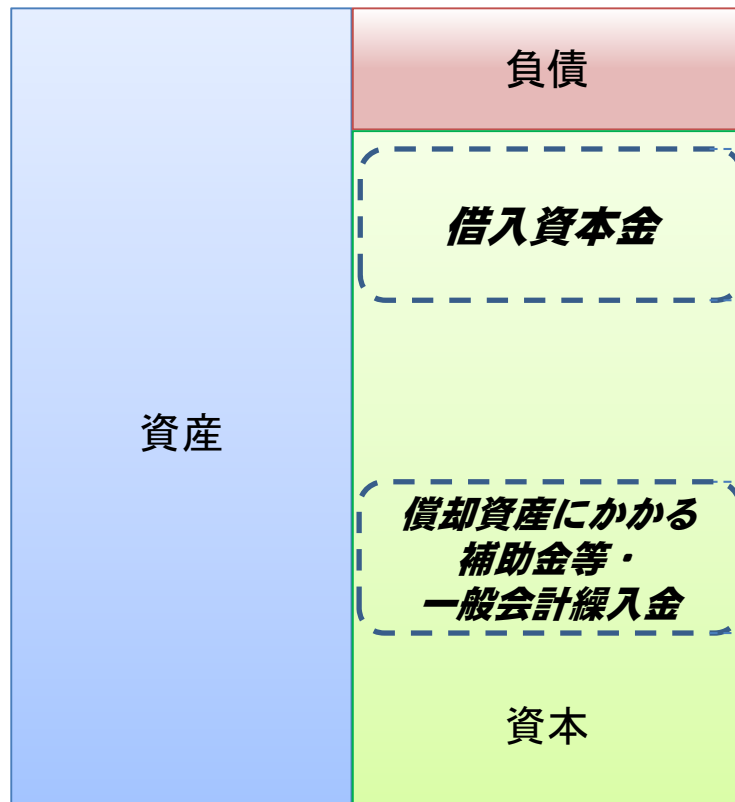 負債
借入資本金
資産
償却資産にかかる
補助金等・
一般会計繰入金
資本